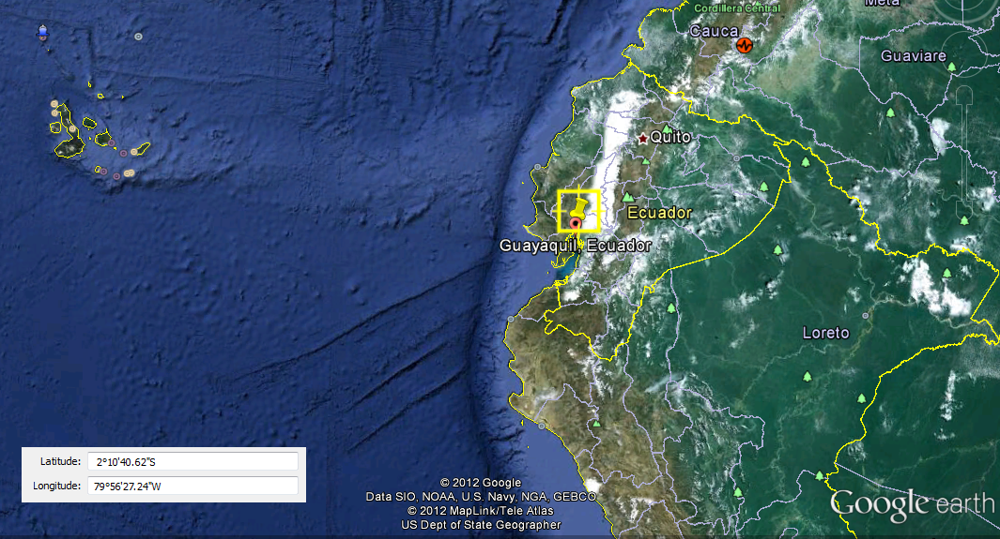 Cordillera Central
Meta
Cauca
Guaviare
Quito
Ecuador
Guayaquil, Ecuador
Loreto
Latitude: 2°10'40.62"S
Longitude: 79°56'27.24"W
© 2012 Google
Data SIO, NOAA, U.S. Navy, NGA, GEBCO
© 2012 MapLink/Tele Atlas
US Dept of State Geographer
Google earth